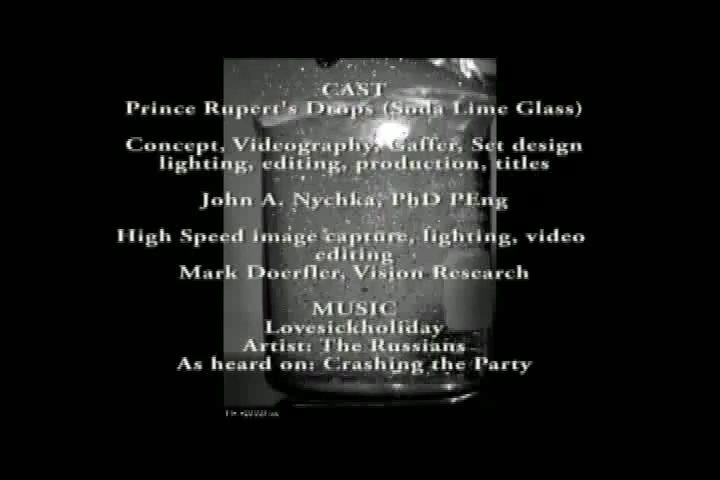 CAST
Prince Rupert's Drops (Soda Lime Glass)
Concept, Videography, Gaffer, Set design
lighting, editing, production, titles
John A. Nychka, PhD PEng
High Speed image capture, lighting, video
editing
Mark Doerfler, Vision Research
MUSIC
Lovesickholiday
Artist: The Russians
As heard on: Crashing the Party